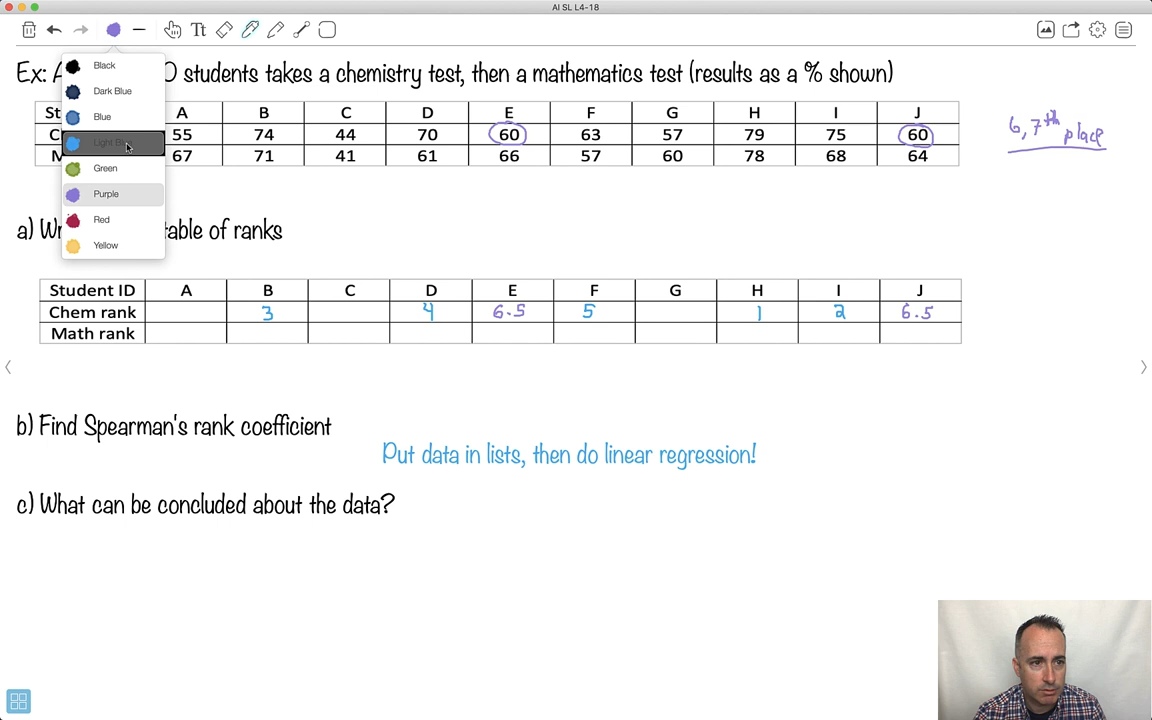 AI SL L4-18
Tt
Ex: A 0 students takes a chemistry test, then a mathematics test (results as a % shown)
St A B C D E F G H I J
C 55 74 44 70 60 63 57 79 75 60
M 67 71 41 61 66 57 60 78 68 64
6, 7th place
Black
Dark Blue
Blue
Light Blue
Green
Purple
Red
Yellow
a) Wr table of ranks
Student ID A B C D E F G H I J
Chem rank 3 4 6.5 5 1 2 6.5
Math rank
b) Find Spearman's rank coefficient
Put data in lists, then do linear regression!
c) What can be concluded about the data?